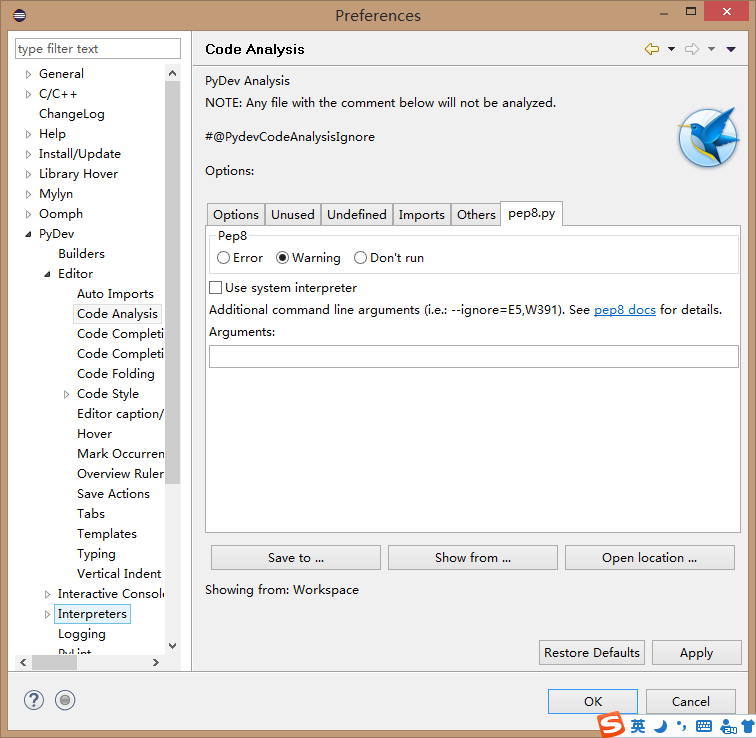 Preferences
type filter text
General
C/C++
ChangeLog
Help
Install/Update
Library Hover
Mylyn
Oomph
PyDev
Builders
Editor
Auto Imports
Code Analysis
Code Completi
Code Completi
Code Folding
Code Style
Editor caption/
Hover
Mark Occurren
Overview Ruler
Save Actions
Tabs
Templates
Typing
Vertical Indent
Interactive Consol
Interpreters
Logging
PyLint
Code Analysis
PyDev Analysis
NOTE: Any file with the comment below will not be analyzed.
#@PydevCodeAnalysisIgnore
Options:
Options Unused Undefined Imports Others pep8.py
Pep8
Error Warning Don't run
Use system interpreter
Additional command line arguments (i.e.: --ignore=E5,W391). See pep8 docs for details.
Arguments:
Save to ... Show from ... Open location ...
Showing from: Workspace
Restore Defaults Apply
OK Cancel
S 英